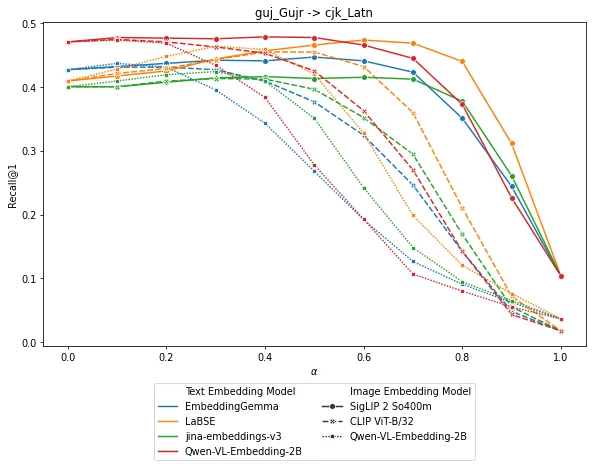 guj_Gujr -> cjk_Latn
Recall@1
0.5
0.4
0.3
0.2
0.1
0.0
0.0 0.2 0.4 0.6 0.8 1.0
α
Text Embedding Model
EmbeddingGemma
LaBSE
jina-embeddings-v3
Qwen-VL-Embedding-2B
Image Embedding Model
SigLIP 2 So400m
CLIP ViT-B/32
Qwen-VL-Embedding-2B